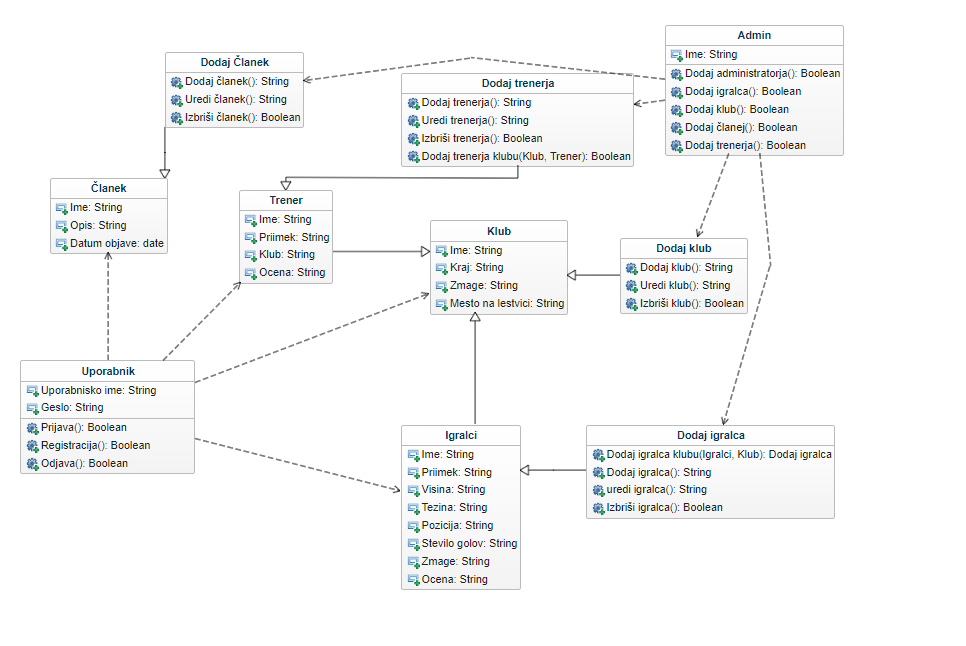 Admin
Ime: String
Dodaj administratorja(): Boolean
Dodaj igralca(): Boolean
Dodaj klub(): Boolean
Dodaj članej(): Boolean
Dodaj trenerja(): Boolean
Dodaj Članek
Dodaj članek(): String
Uredi članek(): String
Izbriši članek(): Boolean
Dodaj trenerja
Dodaj trenerja(): String
Uredi trenerja(): String
Izbriši trenerja(): Boolean
Dodaj trenerja klubu(Klub, Trener): Boolean
Članek
Ime: String
Opis: String
Datum objave: date
Trener
Ime: String
Priimek: String
Klub: String
Ocena: String
Klub
Ime: String
Kraj: String
Zmage: String
Mesto na lestvici: String
Dodaj klub
Dodaj klub(): String
Uredi klub(): String
Izbriši klub(): Boolean
Uporabnik
Uporabnisko ime: String
Geslo: String
Prijava(): Boolean
Registracija(): Boolean
Odjava(): Boolean
Igralci
Ime: String
Priimek: String
Visina: String
Tezina: String
Pozicija: String
Stevilo golov: String
Zmage: String
Ocena: String
Dodaj igralca
Dodaj igralca klubu(Igralci, Klub): Dodaj igralca
Dodaj igralca(): String
uredi igralca(): String
Izbriši igralca(): Boolean